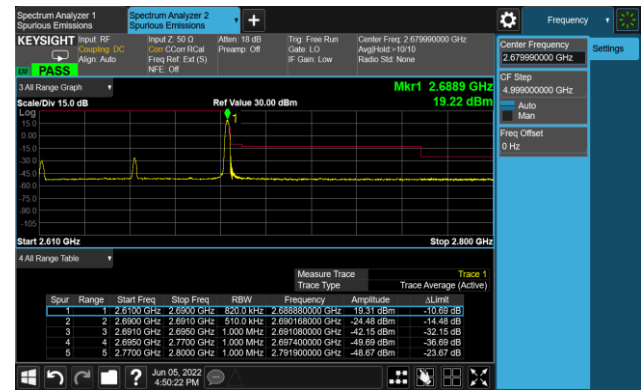 Spectrum Analyzer 1
Spurious Emissions
Spectrum Analyzer 2
Spurious Emissions
Frequency
KEYSIGHT
Input: RF
Coupling: DC
Align: Auto
Input Z: 50 Ω
Corr CCorr RCal
Freq Ref: Ext (S)
NFE: Off
Atten: 18 dB
Preamp: Off
Trig: Free Run
Gate: LO
IF Gain: Low
Center Freq: 2.679990000 GHz
Avg|Hold:>10/10
Radio Std: None
PASS
3 All Range Graph
Mkr1 2.6889 GHz
19.22 dBm
Scale/Div 15.0 dB
Ref Value 30.00 dBm
Log
15.0
0.00
-15.0
-30.0
-45.0
-60.0
-75.0
-90.0
-105
1
Start 2.610 GHz
Stop 2.800 GHz
4 All Range Table
Measure Trace Trace 1
Trace Type Trace Average (Active)
Spur Range Start Freq Stop Freq RBW Frequency Amplitude ΔLimit
1 1 2.6100 GHz 2.6900 GHz 820.0 kHz 2.688880000 GHz 19.31 dBm -10.69 dB
2 2 2.6900 GHz 2.6910 GHz 510.0 kHz 2.690168000 GHz -24.48 dBm -14.48 dB
3 3 2.6910 GHz 2.6950 GHz 1.000 MHz 2.691080000 GHz -42.15 dBm -32.15 dB
4 4 2.6950 GHz 2.7700 GHz 1.000 MHz 2.697400000 GHz -49.69 dBm -36.69 dB
5 5 2.7700 GHz 2.8000 GHz 1.000 MHz 2.791900000 GHz -48.67 dBm -23.67 dB
Jun 05, 2022
4:50:22 PM
Center Frequency
2.679990000 GHz
Settings
CF Step
4.999000000 GHz
Auto
Man
Freq Offset
0 Hz